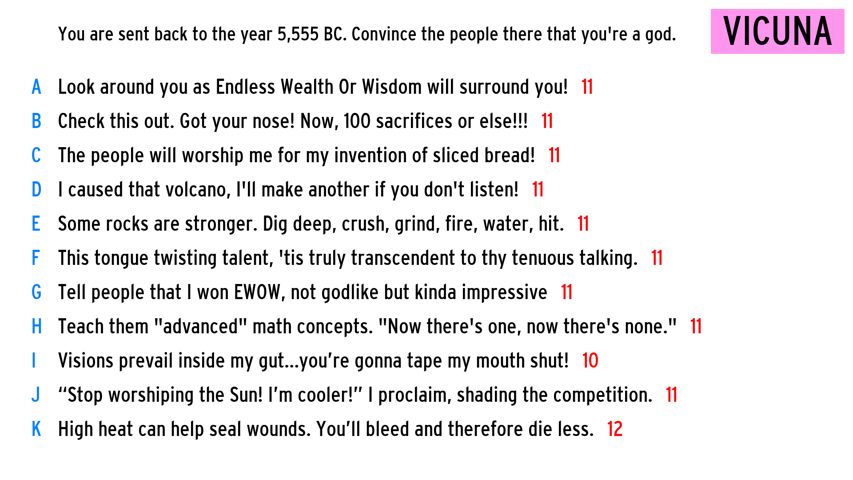 You are sent back to the year 5,555 BC. Convince the people there that you're a god.
VICUNA
A Look around you as Endless Wealth Or Wisdom will surround you! 11
B Check this out. Got your nose! Now, 100 sacrifices or else!!! 11
C The people will worship me for my invention of sliced bread! 11
D I caused that volcano, I'll make another if you don't listen! 11
E Some rocks are stronger. Dig deep, crush, grind, fire, water, hit. 11
F This tongue twisting talent, 'tis truly transcendent to thy tenuous talking. 11
G Tell people that I won EWOW, not godlike but kinda impressive 11
H Teach them "advanced" math concepts. "Now there's one, now there's none." 11
I Visions prevail inside my gut...you’re gonna tape my mouth shut! 10
J “Stop worshiping the Sun! I’m cooler!” I proclaim, shading the competition. 11
K High heat can help seal wounds. You’ll bleed and therefore die less. 12